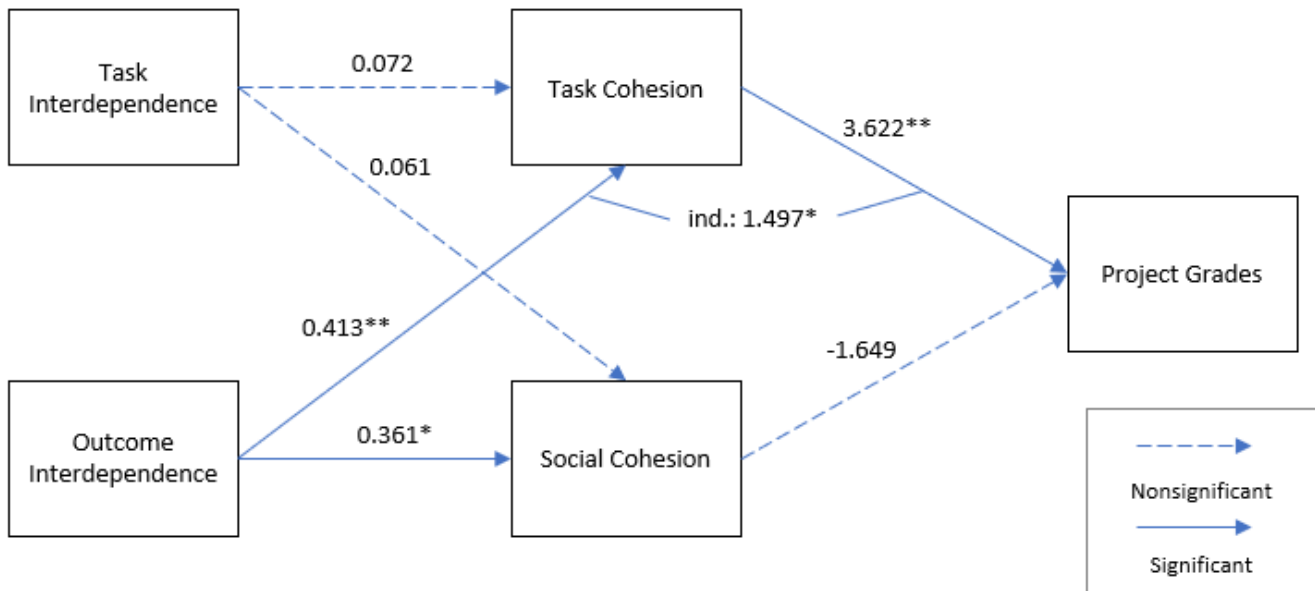 Task
Interdependence
0.072
Task Cohesion
3.622**
0.061
ind.: 1.497*
Project Grades
0.413**
-1.649
Outcome
Interdependence
0.361*
Social Cohesion
Nonsignificant
Significant